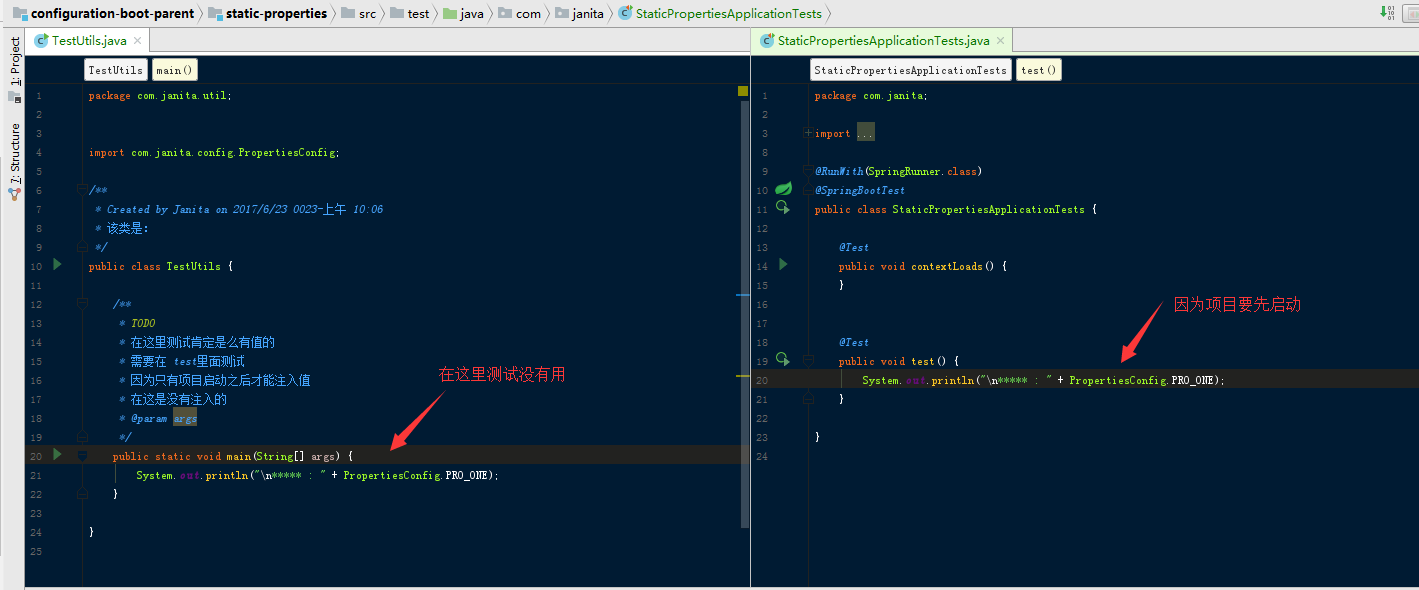 configuration-boot-parent static-properties src test java com janita StaticPropertiesApplicationTests
1: Project
7: Structure
TestUtils.java
TestUtils main()
1 package com.janita.util;
2
3
4 import com.janita.config.PropertiesConfig;
5
6 /**
7 * Created by Janita on 2017/6/23 0023-上午 10:06
8 * 该类是:
9 */
10 public class TestUtils {
11
12 /**
13 * TODO
14 * 在这里测试肯定是么有值的
15 * 需要在 test里面测试
16 * 因为只有项目启动之后才能注入值
17 * 在这是没有注入的
18 * @param args
19 */
20 public static void main(String[] args) {
21 System.out.println("\n***** : " + PropertiesConfig.PRO_ONE);
22 }
23
24 }
25
在这里测试没有用
StaticPropertiesApplicationTests.java
StaticPropertiesApplicationTests test()
1 package com.janita;
2
3 import ...
8
9 @RunWith(SpringRunner.class)
10 @SpringBootTest
11 public class StaticPropertiesApplicationTests {
12
13 @Test
14 public void contextLoads() {
15 }
16
17
18 @Test
19 public void test() {
20 System.out.println("\n***** : " + PropertiesConfig.PRO_ONE);
21 }
22
23 }
24
因为项目要先启动